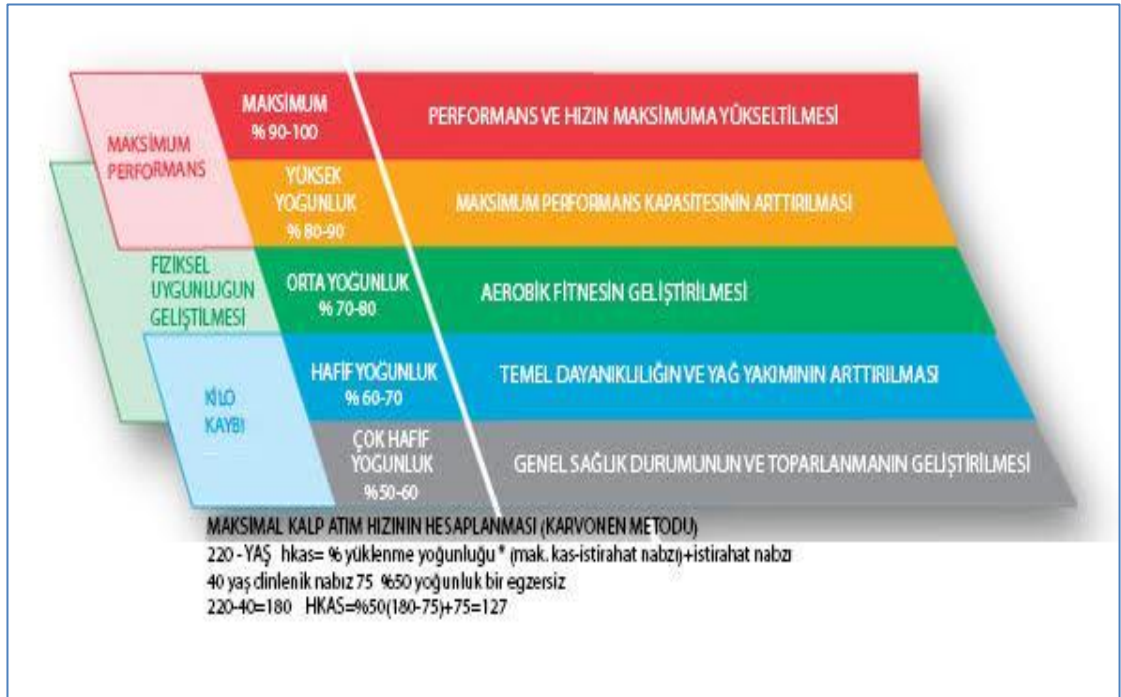 MAKSİMUM
PERFORMANS
MAKSİMUM
% 90-100
PERFORMANS VE HIZIN MAKSİMUMA YÜKSELTİLMESİ
YÜKSEK
YOĞUNLUK
% 80-90
MAKSİMUM PERFORMANS KAPASİTESİNİN ARTTIRILMASI
FİZİKSEL
UYGUNLUGUN
GELİŞTİLMESİ
ORTA YOĞUNLUK
% 70-80
AEROBİK FİTNESİN GELİŞTİRİLMESİ
KİLO
KAYBI
HAFİF YOĞUNLUK
% 60-70
TEMEL DAYANIKLILIĞIN VE YAĞ YAKIMININ ARTTIRILMASI
ÇOK HAFİF
YOGUNLUK
%50-60
GENEL SAĞLIK DURUMUNUN VE TOPARLANMANIN GELİŞTİRİLMESİ
MAKSİMAL KALP ATIM HIZININ HESAPLANMASI (KARVONEN METODU)
220 - YAŞ hkas= % yüklenme yoğunluğu * (mak. kas-istirahat nabzı)+istirahat nabzı
40 yaş dinlenik nabız 75 %50 yoğunluk bir egzersiz
220-40=180 HKAS=%50(180-75)+75=127